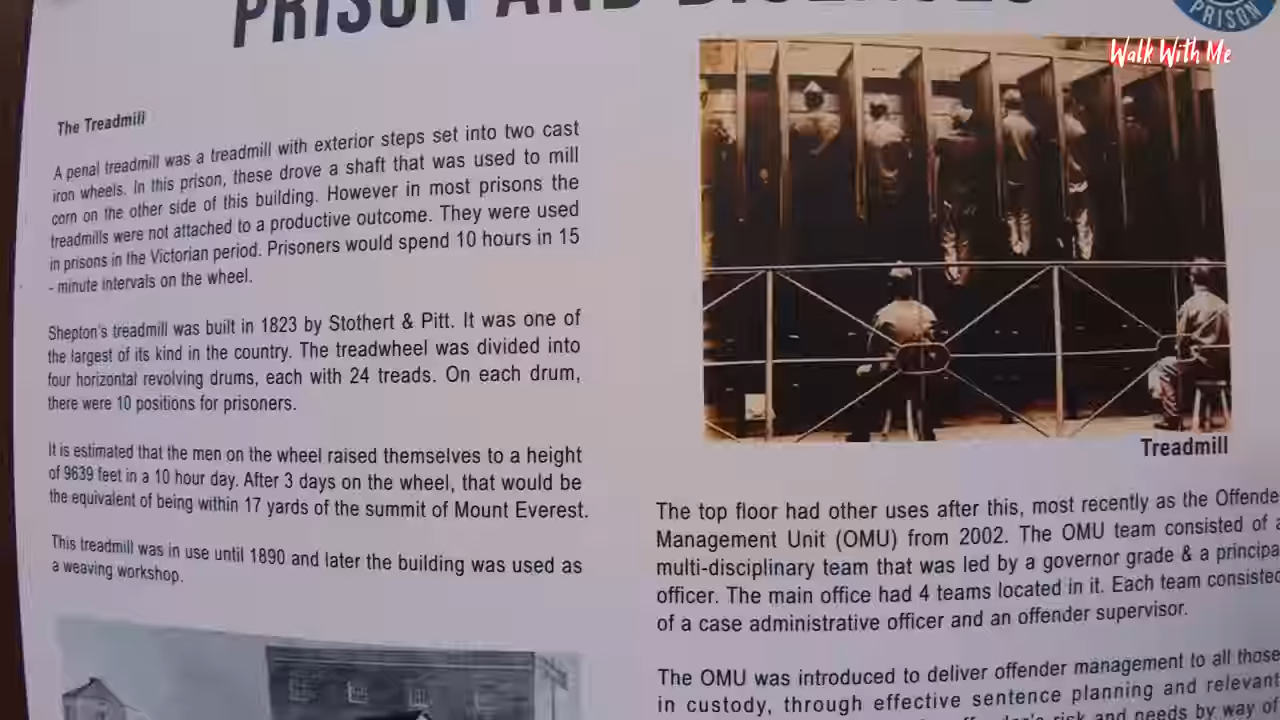 PRISON AND
PRISON
Walk With Me
The Treadmill
A penal treadmill was a treadmill with exterior steps set into two cast
iron wheels. In this prison, these drove a shaft that was used to mill
corn on the other side of this building. However in most prisons the
treadmills were not attached to a productive outcome. They were used
in prisons in the Victorian period. Prisoners would spend 10 hours in 15
- minute intervals on the wheel.
Shepton's treadmill was built in 1823 by Stothert & Pitt. It was one of
the largest of its kind in the country. The treadwheel was divided into
four horizontal revolving drums, each with 24 treads. On each drum,
there were 10 positions for prisoners.
It is estimated that the men on the wheel raised themselves to a height
of 9639 feet in a 10 hour day. After 3 days on the wheel, that would be
the equivalent of being within 17 yards of the summit of Mount Everest.
This treadmill was in use until 1890 and later the building was used as
a weaving workshop.
Treadmill
The top floor had other uses after this, most recently as the Offende
Management Unit (OMU) from 2002. The OMU team consisted of a
multi-disciplinary team that was led by a governor grade & a principa
officer. The main office had 4 teams located in it. Each team consisted
of a case administrative officer and an offender supervisor.
The OMU was introduced to deliver offender management to all those
in custody, through effective sentence planning and relevant
risk and needs by way of